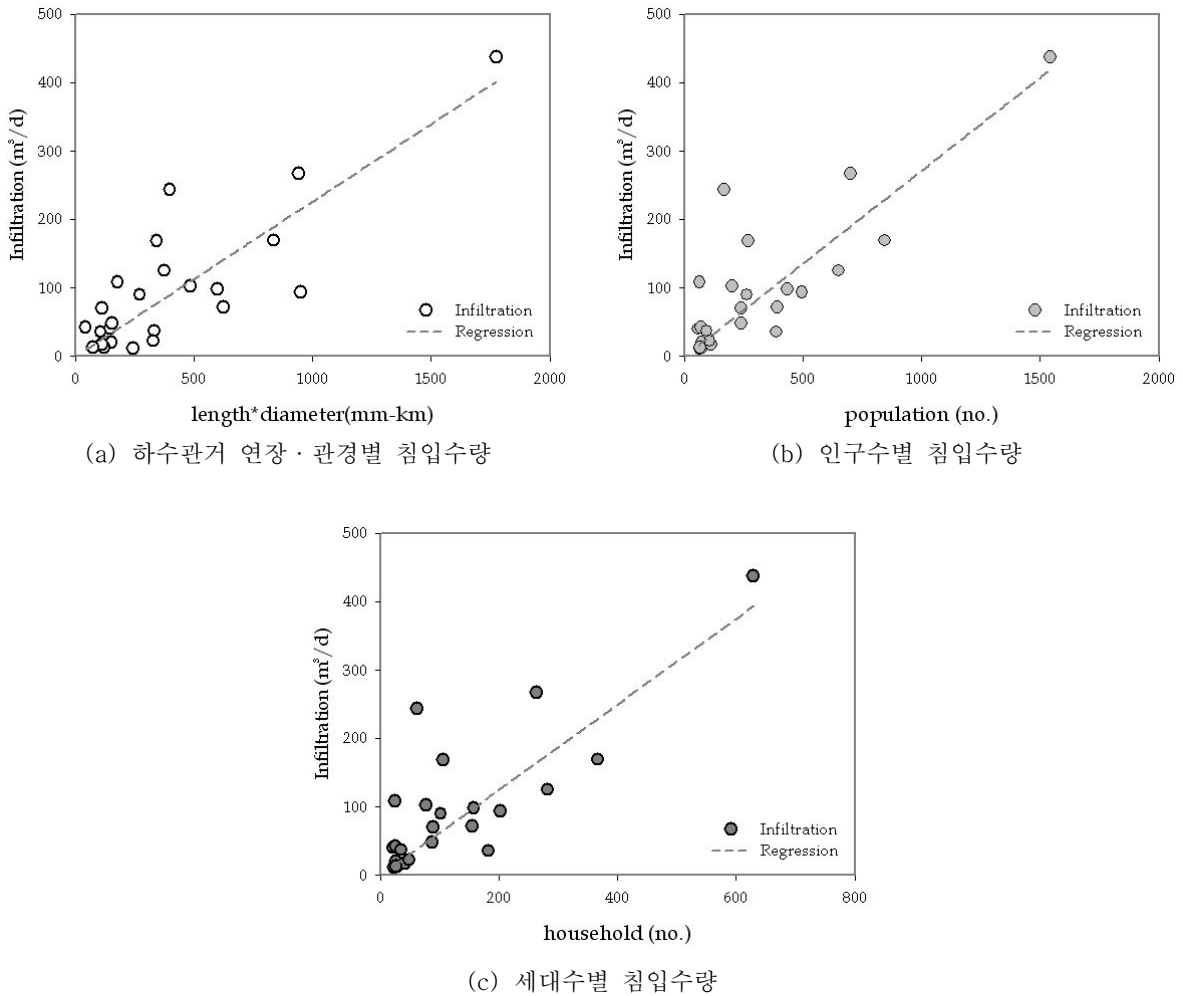 500
400
300
200
100
0
Infiltration (m³/d)
Infiltration
Regression
0 500 1000 1500 2000
length*diameter(mm-km)
(a) 하수관거 연장·관경별 침입수량
500
400
300
200
100
0
Infiltration (m³/d)
Infiltration
Regression
0 500 1000 1500 2000
population (no.)
(b) 인구수별 침입수량
500
400
300
200
100
0
Infiltration (m³/d)
Infiltration
Regression
0 200 400 600 800
household (no.)
(c) 세대수별 침입수량